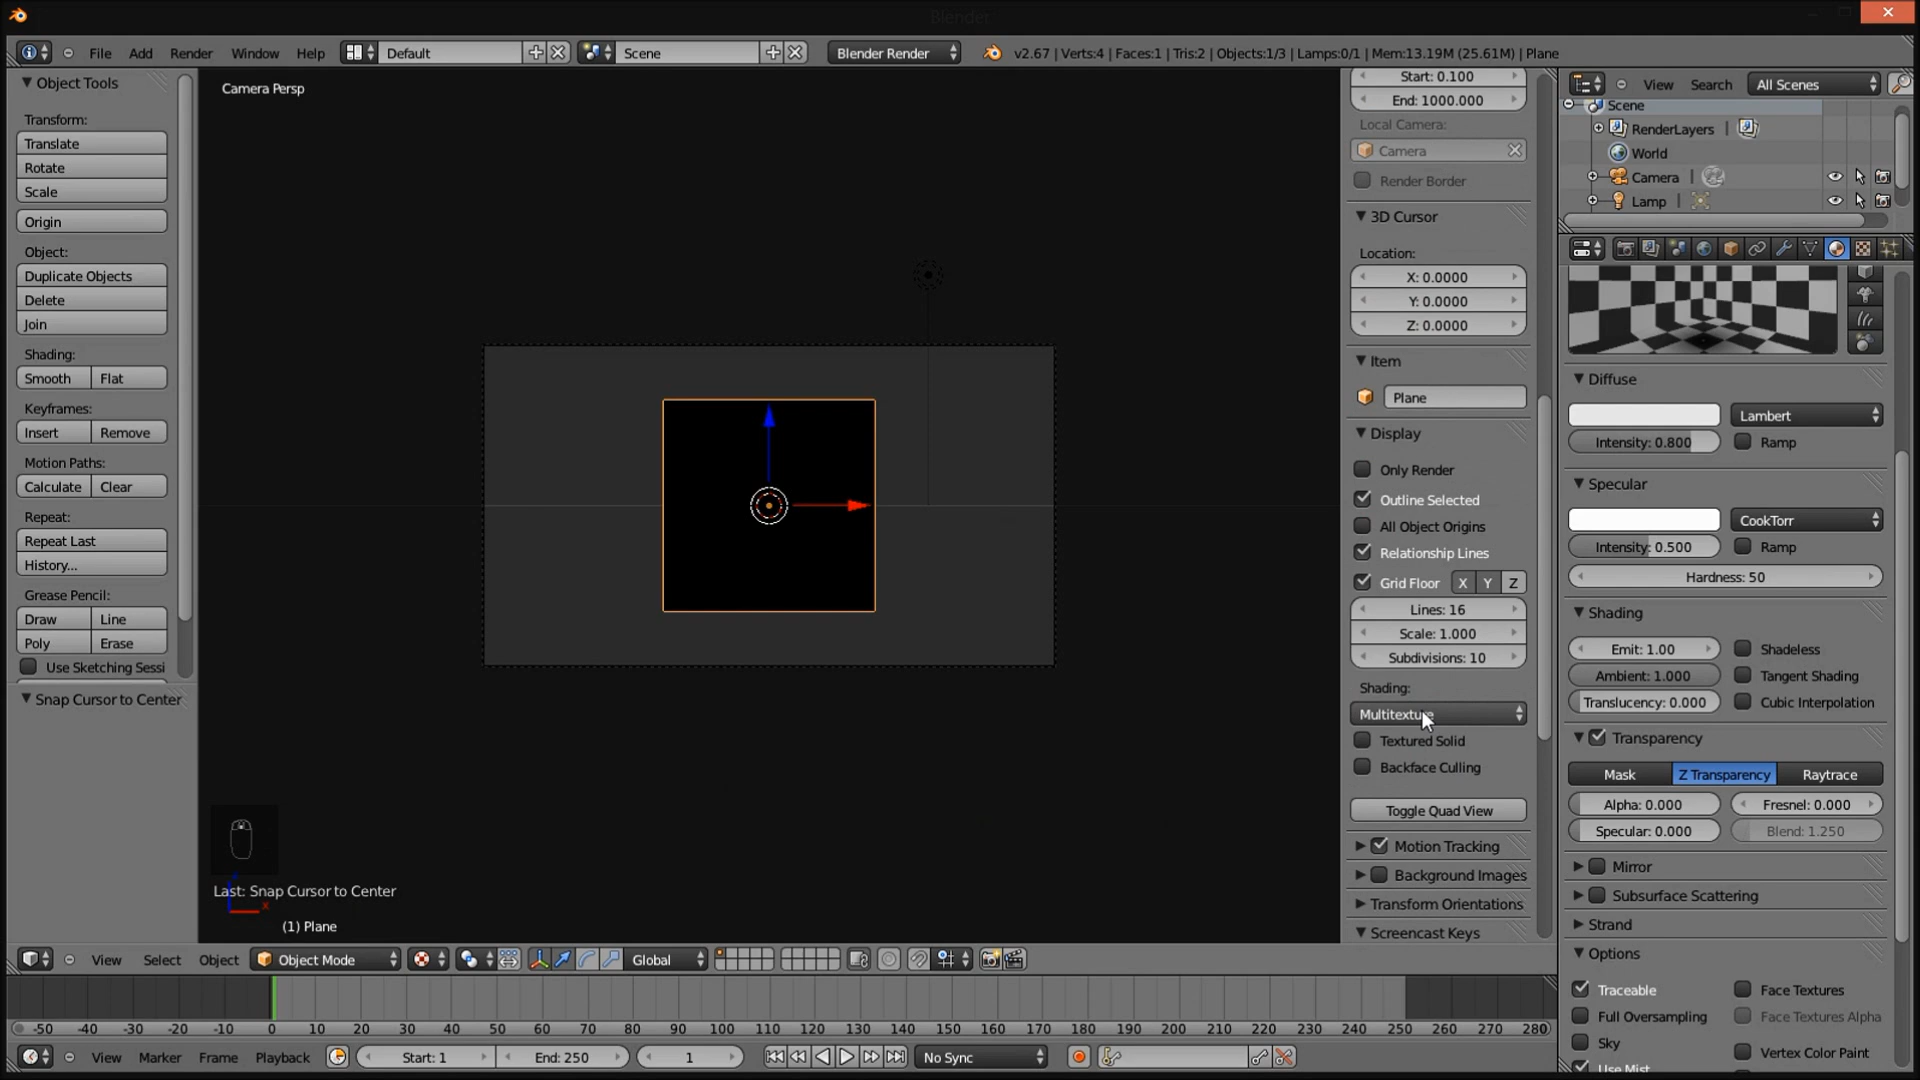 Blender
File Add Render Window Help Default Scene Blender Render v2.67 | Verts:4 | Faces:1 | Tris:2 | Objects:1/3 | Lamps:0/1 | Mem:13.19M (25.61M) | Plane
Object Tools
Transform:
Translate
Rotate
Scale
Origin
Object:
Duplicate Objects
Delete
Join
Shading:
Smooth Flat
Keyframes:
Insert Remove
Motion Paths:
Calculate Clear
Repeat:
Repeat Last
History...
Grease Pencil:
Draw Line
Poly Erase
Use Sketching Sessi
Snap Cursor to Center
Camera Persp
Last: Snap Cursor to Center
(1) Plane
Start: 0.100
End: 1000.000
Local Camera:
Camera
Render Border
3D Cursor
Location:
X: 0.0000
Y: 0.0000
Z: 0.0000
Item
Plane
Display
Only Render
Outline Selected
All Object Origins
Relationship Lines
Grid Floor X Y Z
Lines: 16
Scale: 1.000
Subdivisions: 10
Shading:
Multitexture
Textured Solid
Backface Culling
Toggle Quad View
Motion Tracking
Background Images
Transform Orientations
Screencast Keys
View Search All Scenes
Scene
RenderLayers |
World
Camera |
Lamp |
Diffuse
Lambert
Intensity: 0.800 Ramp
Specular
CookTorr
Intensity: 0.500 Ramp
Hardness: 50
Shading
Emit: 1.00 Shadeless
Ambient: 1.000 Tangent Shading
Translucency: 0.000 Cubic Interpolation
Transparency
Mask Z Transparency Raytrace
Alpha: 0.000 Fresnel: 0.000
Specular: 0.000 Blend: 1.250
Mirror
Subsurface Scattering
Strand
Options
Traceable Face Textures
Full Oversampling Face Textures Alpha
Sky Vertex Color Paint
Use Mist
View Select Object Object Mode Global
-50 -40 -30 -20 -10 0 10 20 30 40 50 60 70 80 90 100 110 120 130 140 150 160 170 180 190 200 210 220 230 240 250 260 270 280
View Marker Frame Playback Start: 1 End: 250 1 No Sync